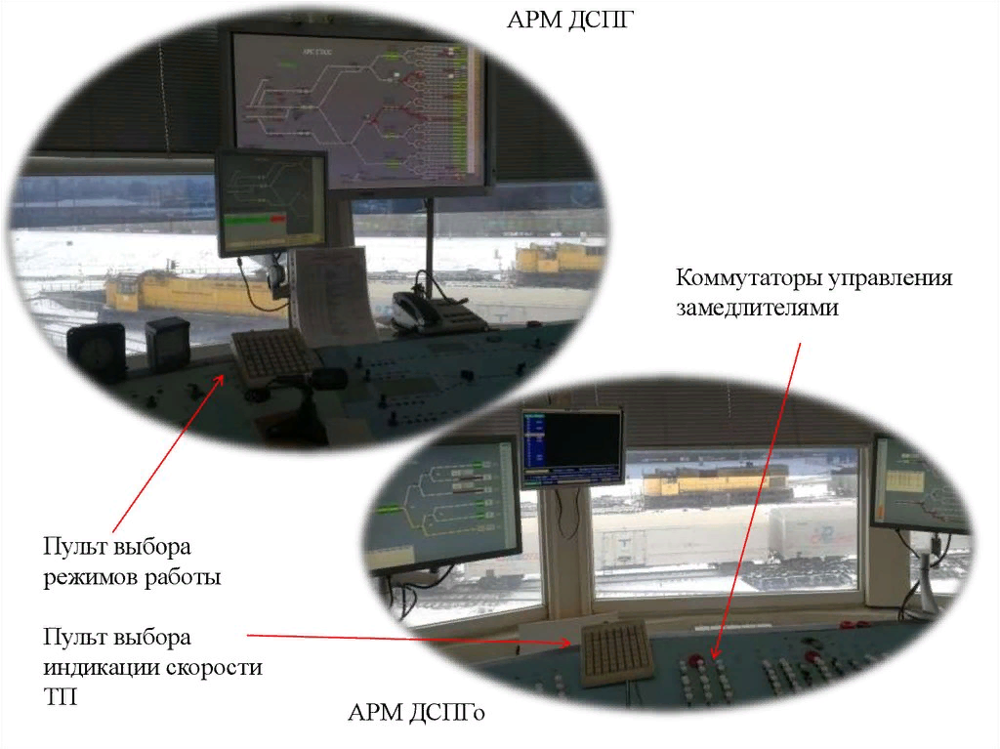 АРМ ДСПГ
Коммутаторы управления
замедлителями
Пульт выбора
режимов работы
Пульт выбора
индикации скорости
ТП
АРМ ДСПГо